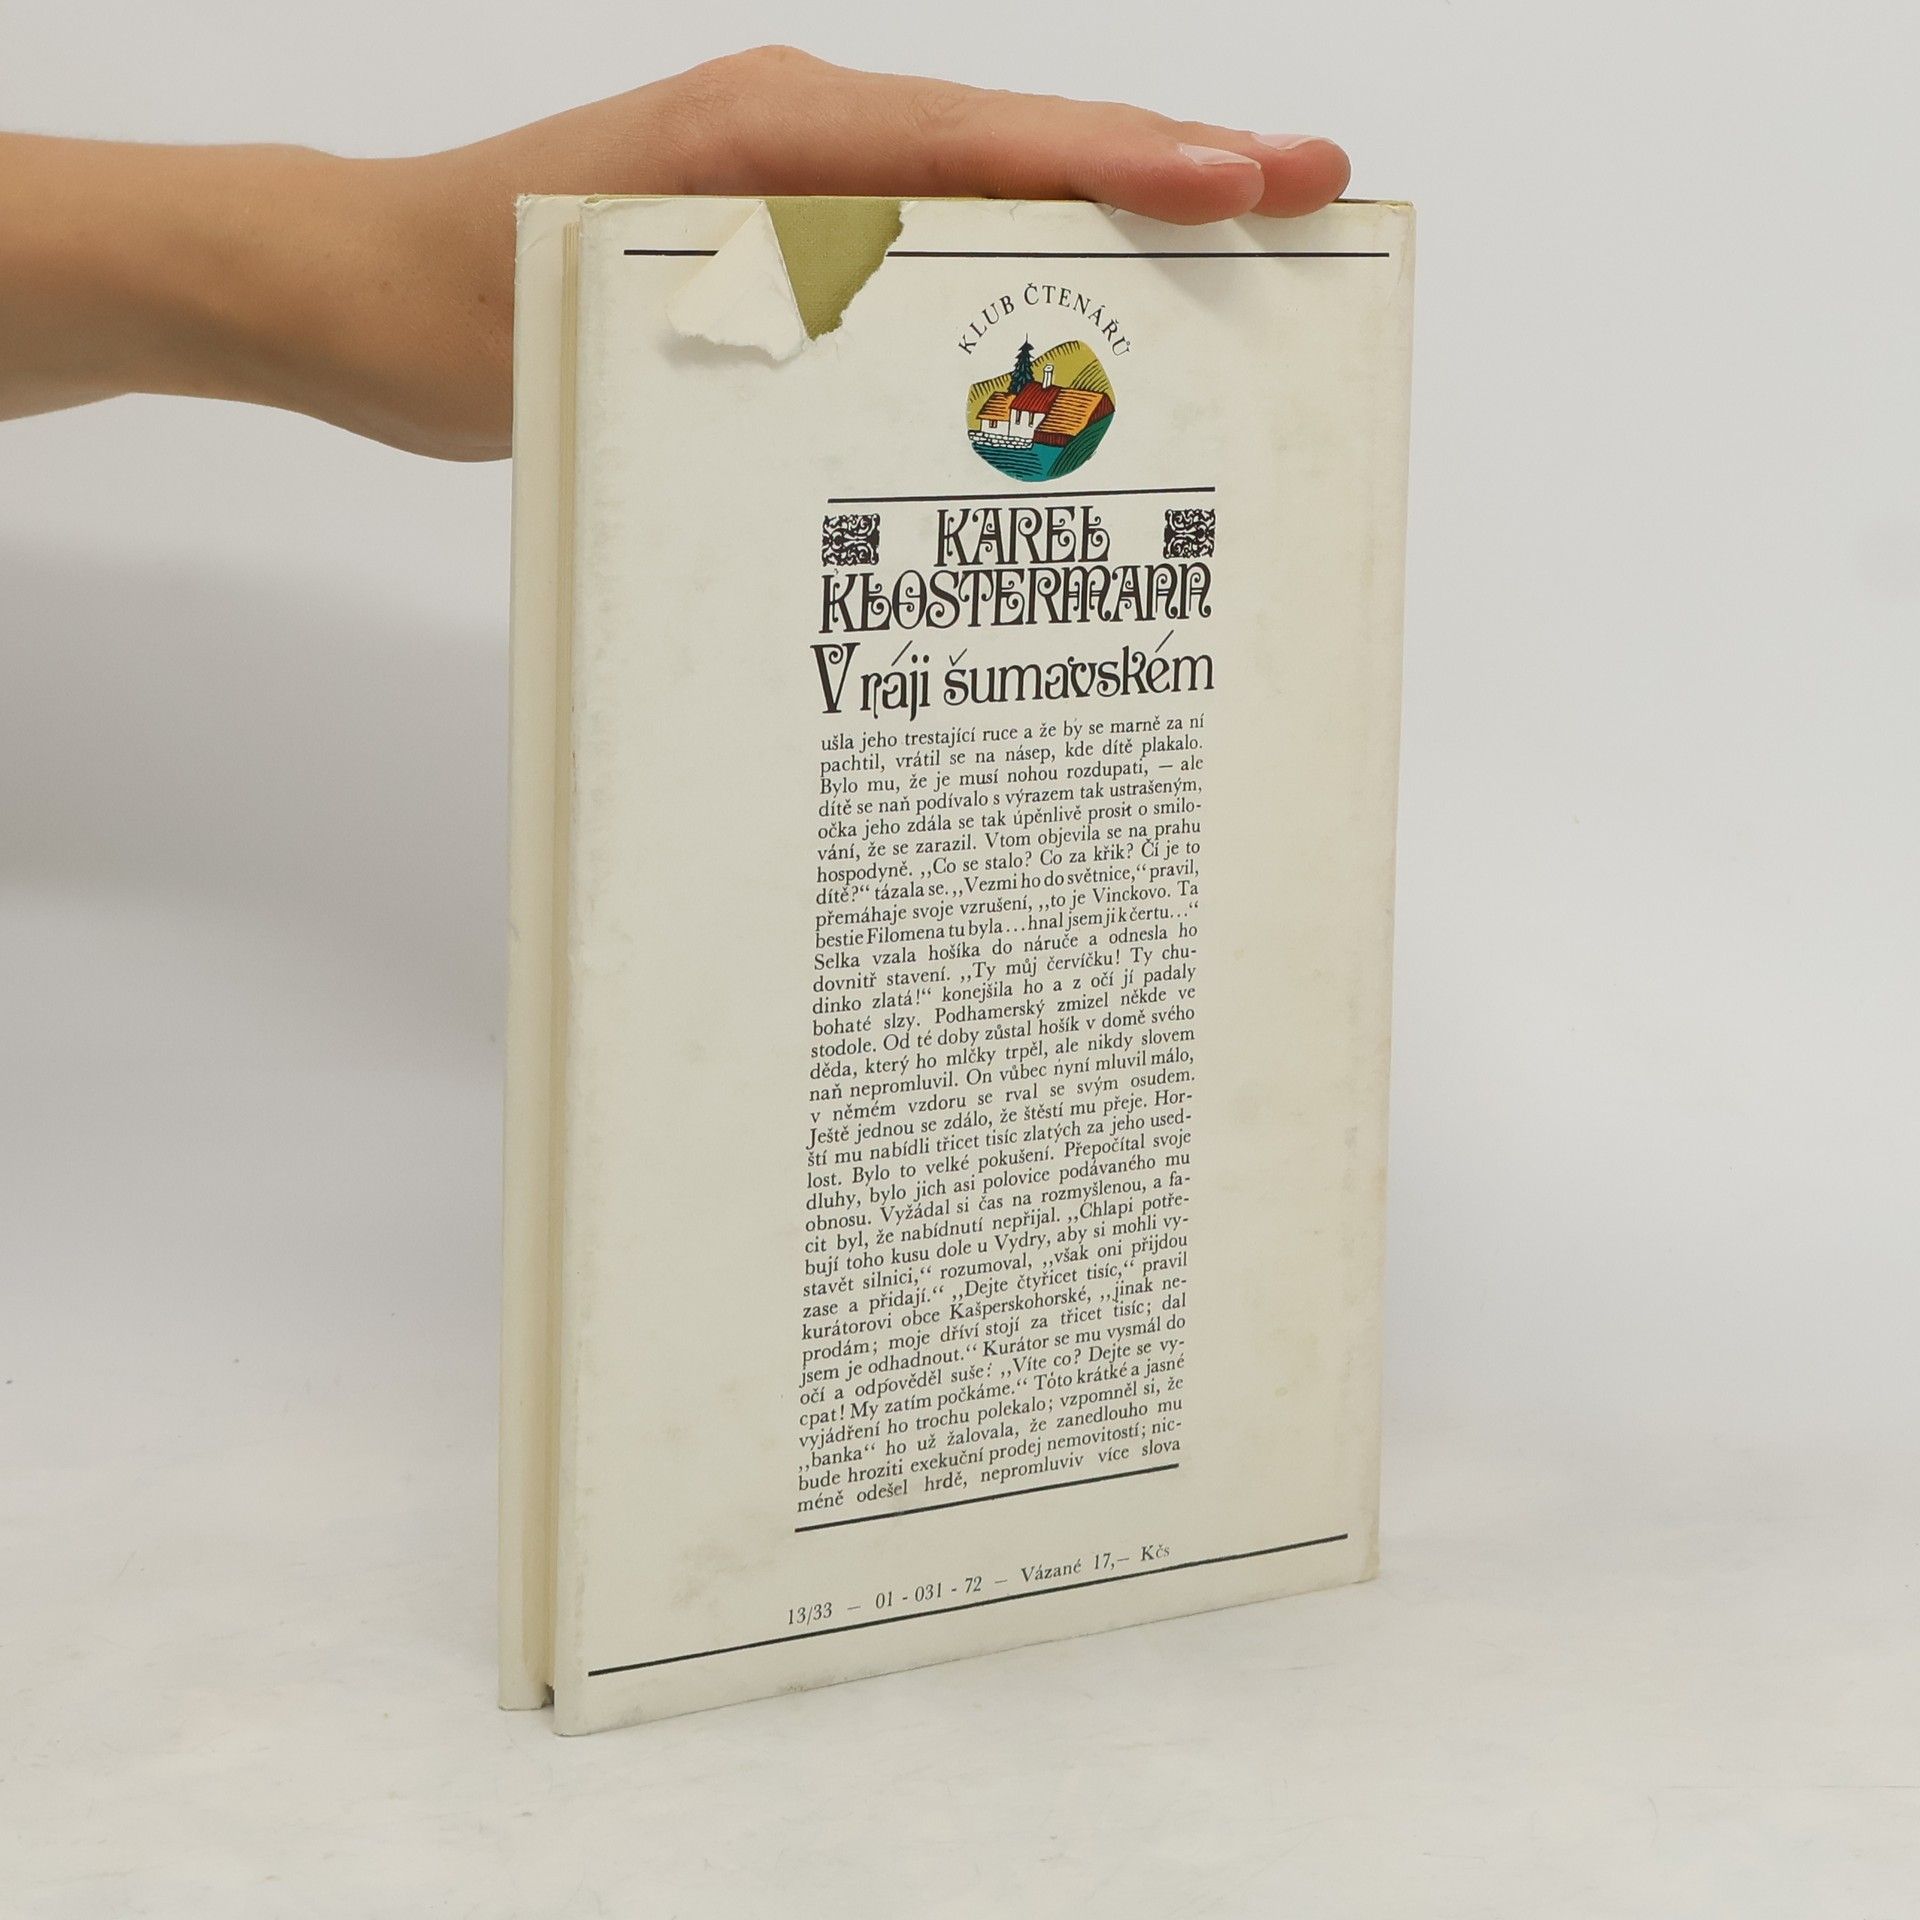 KLUB ČTENÁŘŮ
KAREL
KLOSTERMANN
V ráji šumavském
ušla jeho trestající ruce a že by se marně za ní
pachtil, vrátil se na násep, kde dítě plakalo.
Bylo mu, že je musí nohou rozdupati, — ale
dítě se naň podívalo s výrazem tak ustrašeným,
očka jeho zdála se tak úpěnlivě prosit o smilo-
vání, že se zarazil. Vtom objevila se na prahu
hospodyně. ,,Co se stalo? Co za křik? Čí je to
dítě?“ tázala se. ,,Vezmi ho do světnice,“ pravil,
přemáhaje svoje vzrušení, ,,to je Vinckovo. Ta
bestie Filomena tu byla...hnal jsem ji k čertu...“
Selka vzala hošíka do náruče a odnesla ho
dovnitř stavení. ,,Ty můj červíčku! Ty chu-
dinko zlatá!“ konejšila ho a z očí jí padaly
bohaté slzy. Podhamerský zmizel někde ve
stodole. Od té doby zůstal hošík v domě svého
děda, který ho mlčky trpěl, ale nikdy slovem
naň nepromluvil. On vůbec nyní mluvil málo,
v němém vzdoru se rval se svým osudem.
Ještě jednou se zdálo, že štěstí mu přeje. Hor-
ští mu nabídli třicet tisíc zlatých za jeho used-
lost. Bylo to velké pokušení. Přepočítal svoje
dluhy, bylo jich asi polovice podávaného mu
obnosu. Vyžádal si čas na rozmyšlenou, a fa-
cit byl, že nabídnutí nepřijal. ,,Chlapi potře-
bují toho kusu dole u Vydry, aby si mohli vy-
stavět silnici,“ rozumoval, ,,však oni přijdou
zase a přidají.“ ,,Dejte čtyřicet tisíc,“ pravil
kurátorovi obce Kašperskohorské, ,,jinak ne-
prodám; moje dříví stojí za třicet tisíc; dal
jsem je odhadnout.“ Kurátor se mu vysmál do
očí a odpověděl suše: ,,Víte co? Dejte se vy-
cpat! My zatím počkáme.“ Toto krátké a jasné
vyjádření ho trochu polekalo; vzpomněl si, že
,,banka“ ho už žalovala, že zanedlouho mu
bude hroziti exekuční prodej nemovitostí; nic-
méně odešel hrdě, nepromluviv více slova
13/33 — 01 - 031 - 72 — Vázané 17,— Kčs